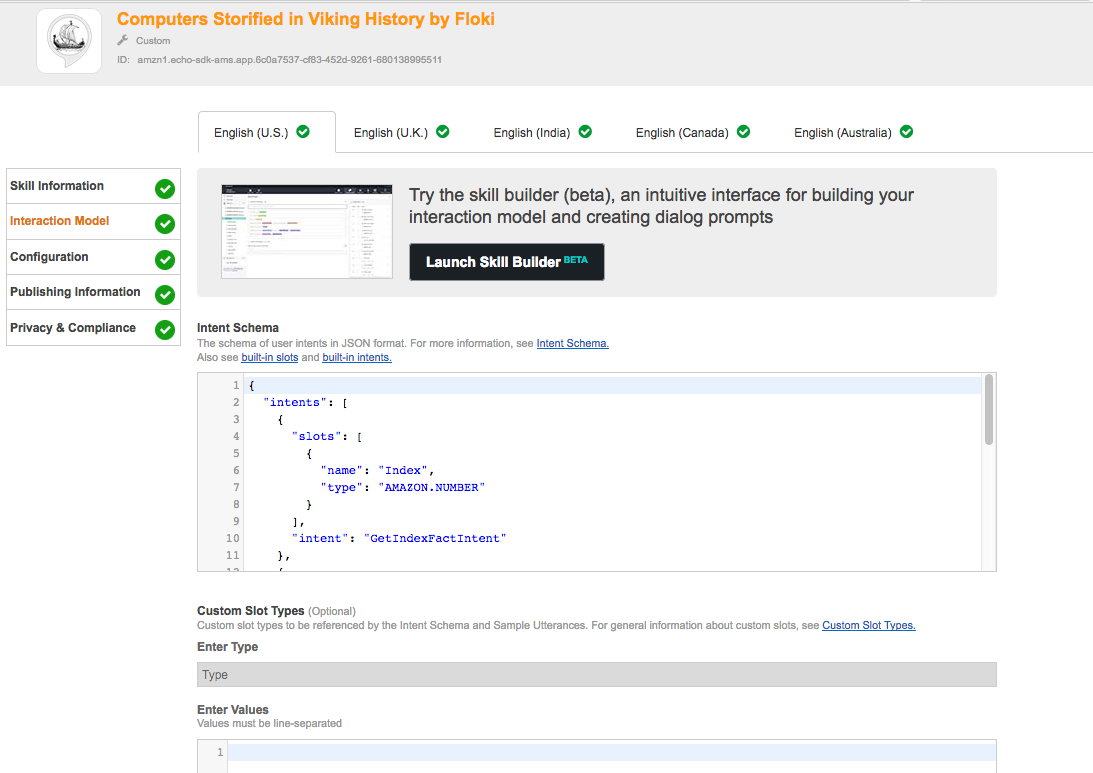 Computers Storified in Viking History by Floki
Custom
ID: amzn1.echo-sdk-ams.app.6c0a7537-cf83-452d-9261-680138995511
English (U.S.)
English (U.K.)
English (India)
English (Canada)
English (Australia)
Skill Information
Interaction Model
Configuration
Publishing Information
Privacy & Compliance
Try the skill builder (beta), an intuitive interface for building your
interaction model and creating dialog prompts
Launch Skill Builder BETA
Intent Schema
The schema of user intents in JSON format. For more information, see Intent Schema.
Also see built-in slots and built-in intents.
1 {
2 "intents": [
3 {
4 "slots": [
5 {
6 "name": "Index",
7 "type": "AMAZON.NUMBER"
8 }
9 ],
10 "intent": "GetIndexFactIntent"
11 },
12 {
Custom Slot Types (Optional)
Custom slot types to be referenced by the Intent Schema and Sample Utterances. For general information about custom slots, see Custom Slot Types.
Enter Type
Type
Enter Values
Values must be line-separated
1